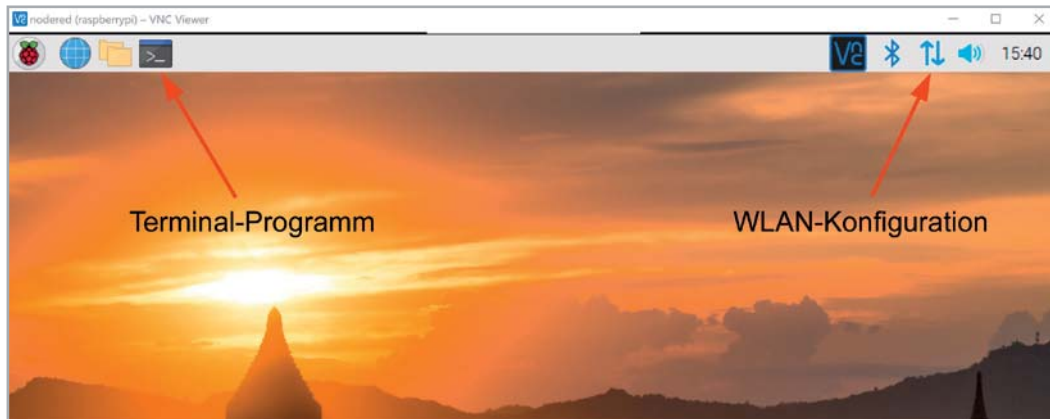 nodered (raspberrypi) – VNC Viewer
15:40
Terminal-Programm
WLAN-Konfiguration